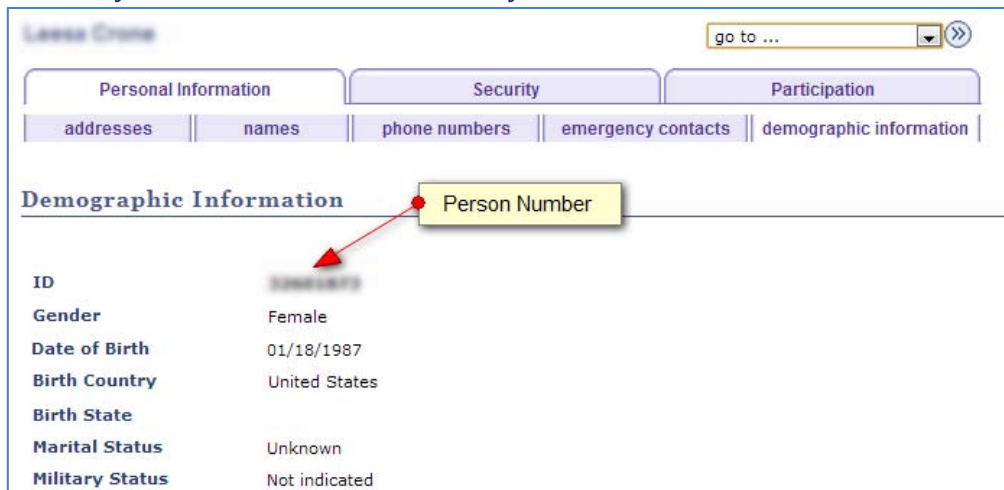 go to ...
Personal Information Security Participation
addresses names phone numbers emergency contacts demographic information
Demographic Information
Person Number
ID
Gender Female
Date of Birth 01/18/1987
Birth Country United States
Birth State
Marital Status Unknown
Military Status Not indicated